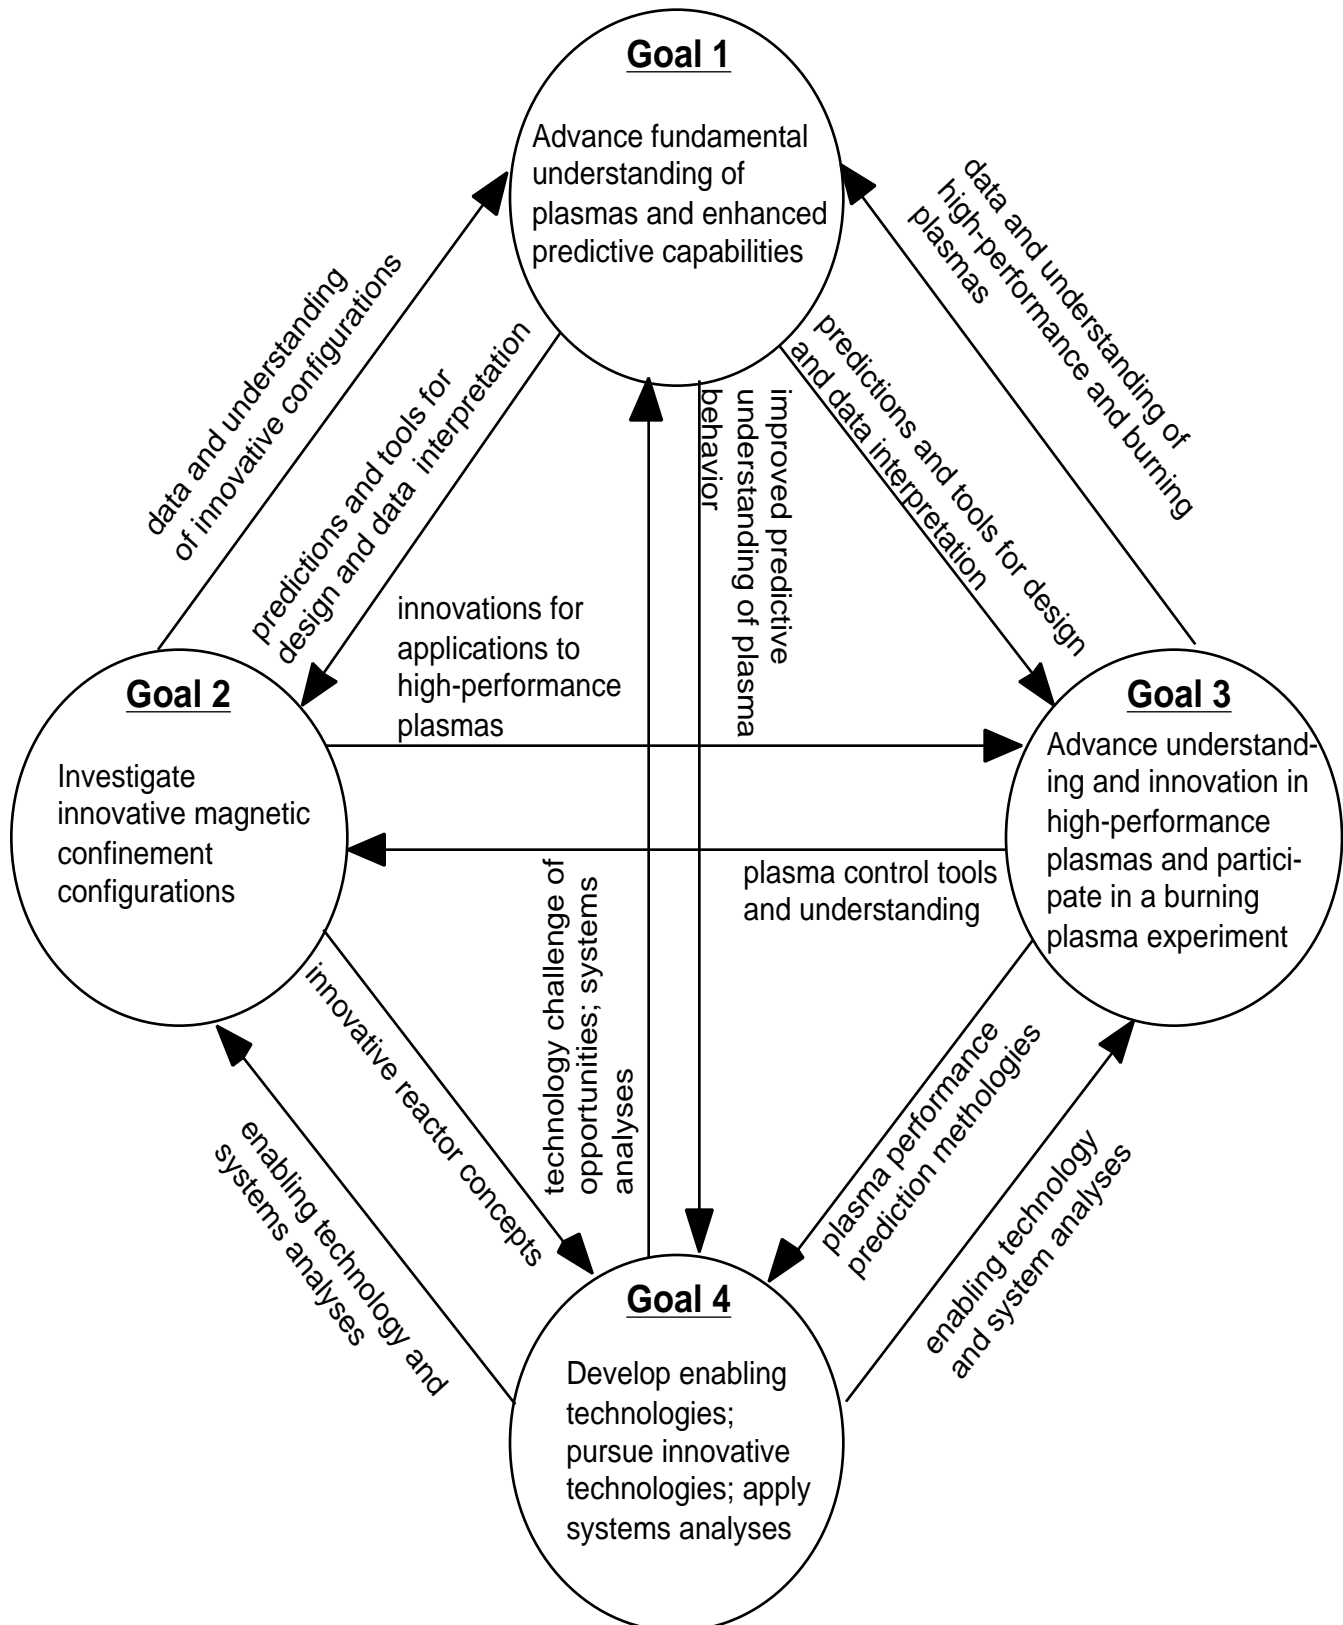 Goal 1
Advance fundamental
understanding of
plasmas and enhanced
predictive capabilities
data and understanding
of innovative configurations
predictions and tools for
design and data interpretation
improved predictive
understanding of plasma
behavior
predictions and tools for design
and data interpretation
data and understanding of
high-performance and burning
plasmas
innovations for
applications to
high-performance
plasmas
Goal 2
Investigate
innovative magnetic
confinement
configurations
Goal 3
Advance understand-
ing and innovation in
high-performance
plasmas and partici-
pate in a burning
plasma experiment
plasma control tools
and understanding
technology challenge of
opportunities; systems
analyses
innovative reactor concepts
enabling technology and
systems analyses
plasma performance
prediction methologies
enabling technology
and system analyses
Goal 4
Develop enabling
technologies;
pursue innovative
technologies; apply
systems analyses